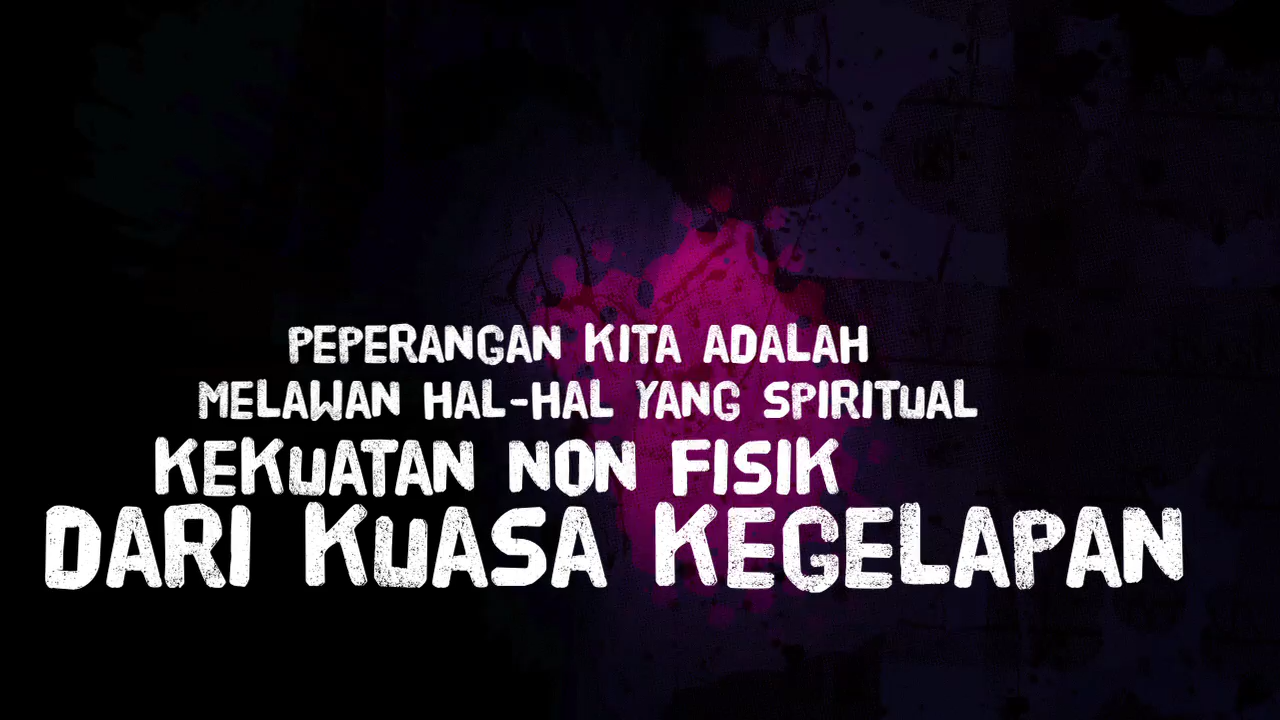 PEPERANGAN KITA ADALAH
MELAWAN HAL-HAL YANG SPIRITUAL
KEKUATAN NON FISIK
DARI KUASA KEGELAPAN